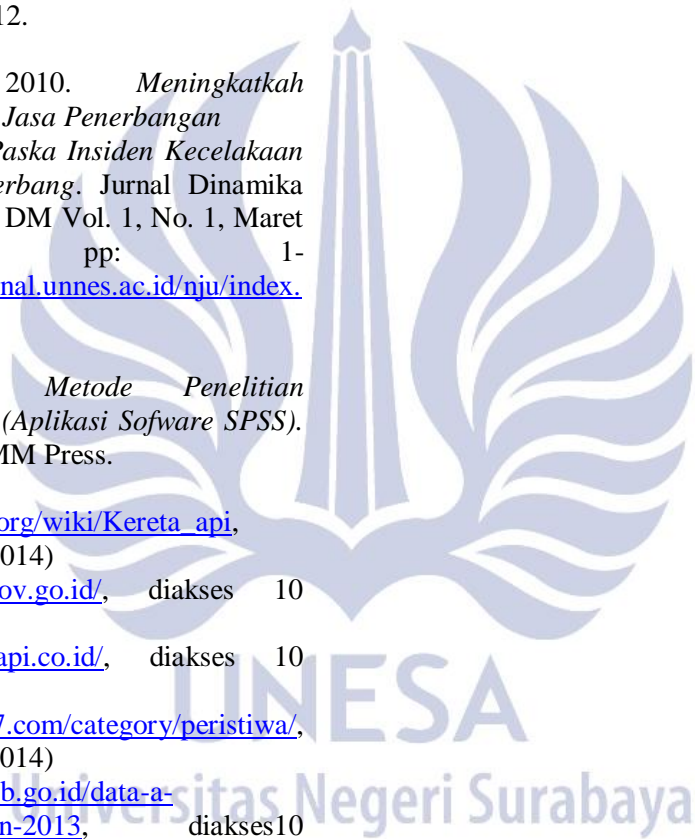 12.
2010. Meningkatkah
Jasa Penerbangan
Paska Insiden Kecelakaan
erbang. Jurnal Dinamika
DM Vol. 1, No. 1, Maret
pp: 1-
nal.unnes.ac.id/nju/index.
Metode Penelitian
(Aplikasi Sofware SPSS).
MM Press.
org/wiki/Kereta_api,
014)
ov.go.id/, diakses 10
api.co.id/, diakses 10
7.com/category/peristiwa/,
014)
b.go.id/data-a-
n-2013, diakses10
UNESA
Universitas Negeri Surabaya